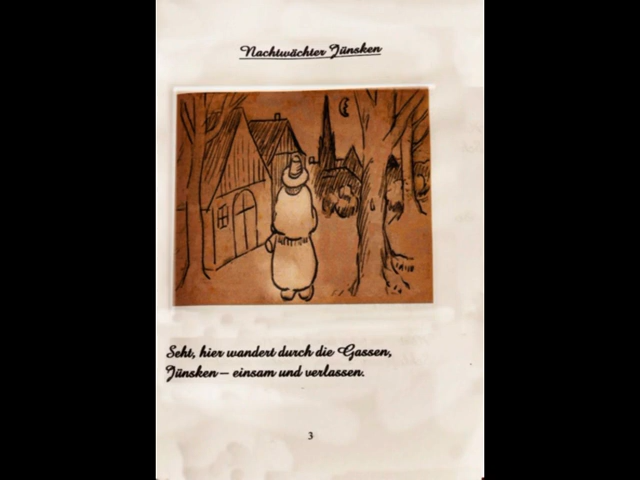 Nachtwächter Jünsken
Seht, hier wandert durch die Gassen,
Jünsken – einsam und verlassen.
3